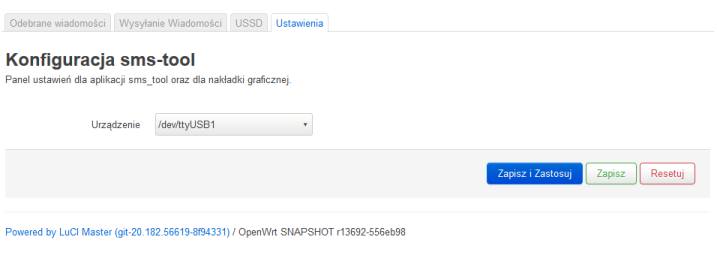 Odebrane wiadomości Wysyłanie Wiadomości USSD Ustawienia
Konfiguracja sms-tool
Panel ustawień dla aplikacji sms_tool oraz dla nakładki graficznej.
Urządzenie /dev/ttyUSB1
Zapisz i Zastosuj Zapisz Resetuj
Powered by LuCI Master (git-20.182.56619-8f94331) / OpenWrt SNAPSHOT r13692-556eb98